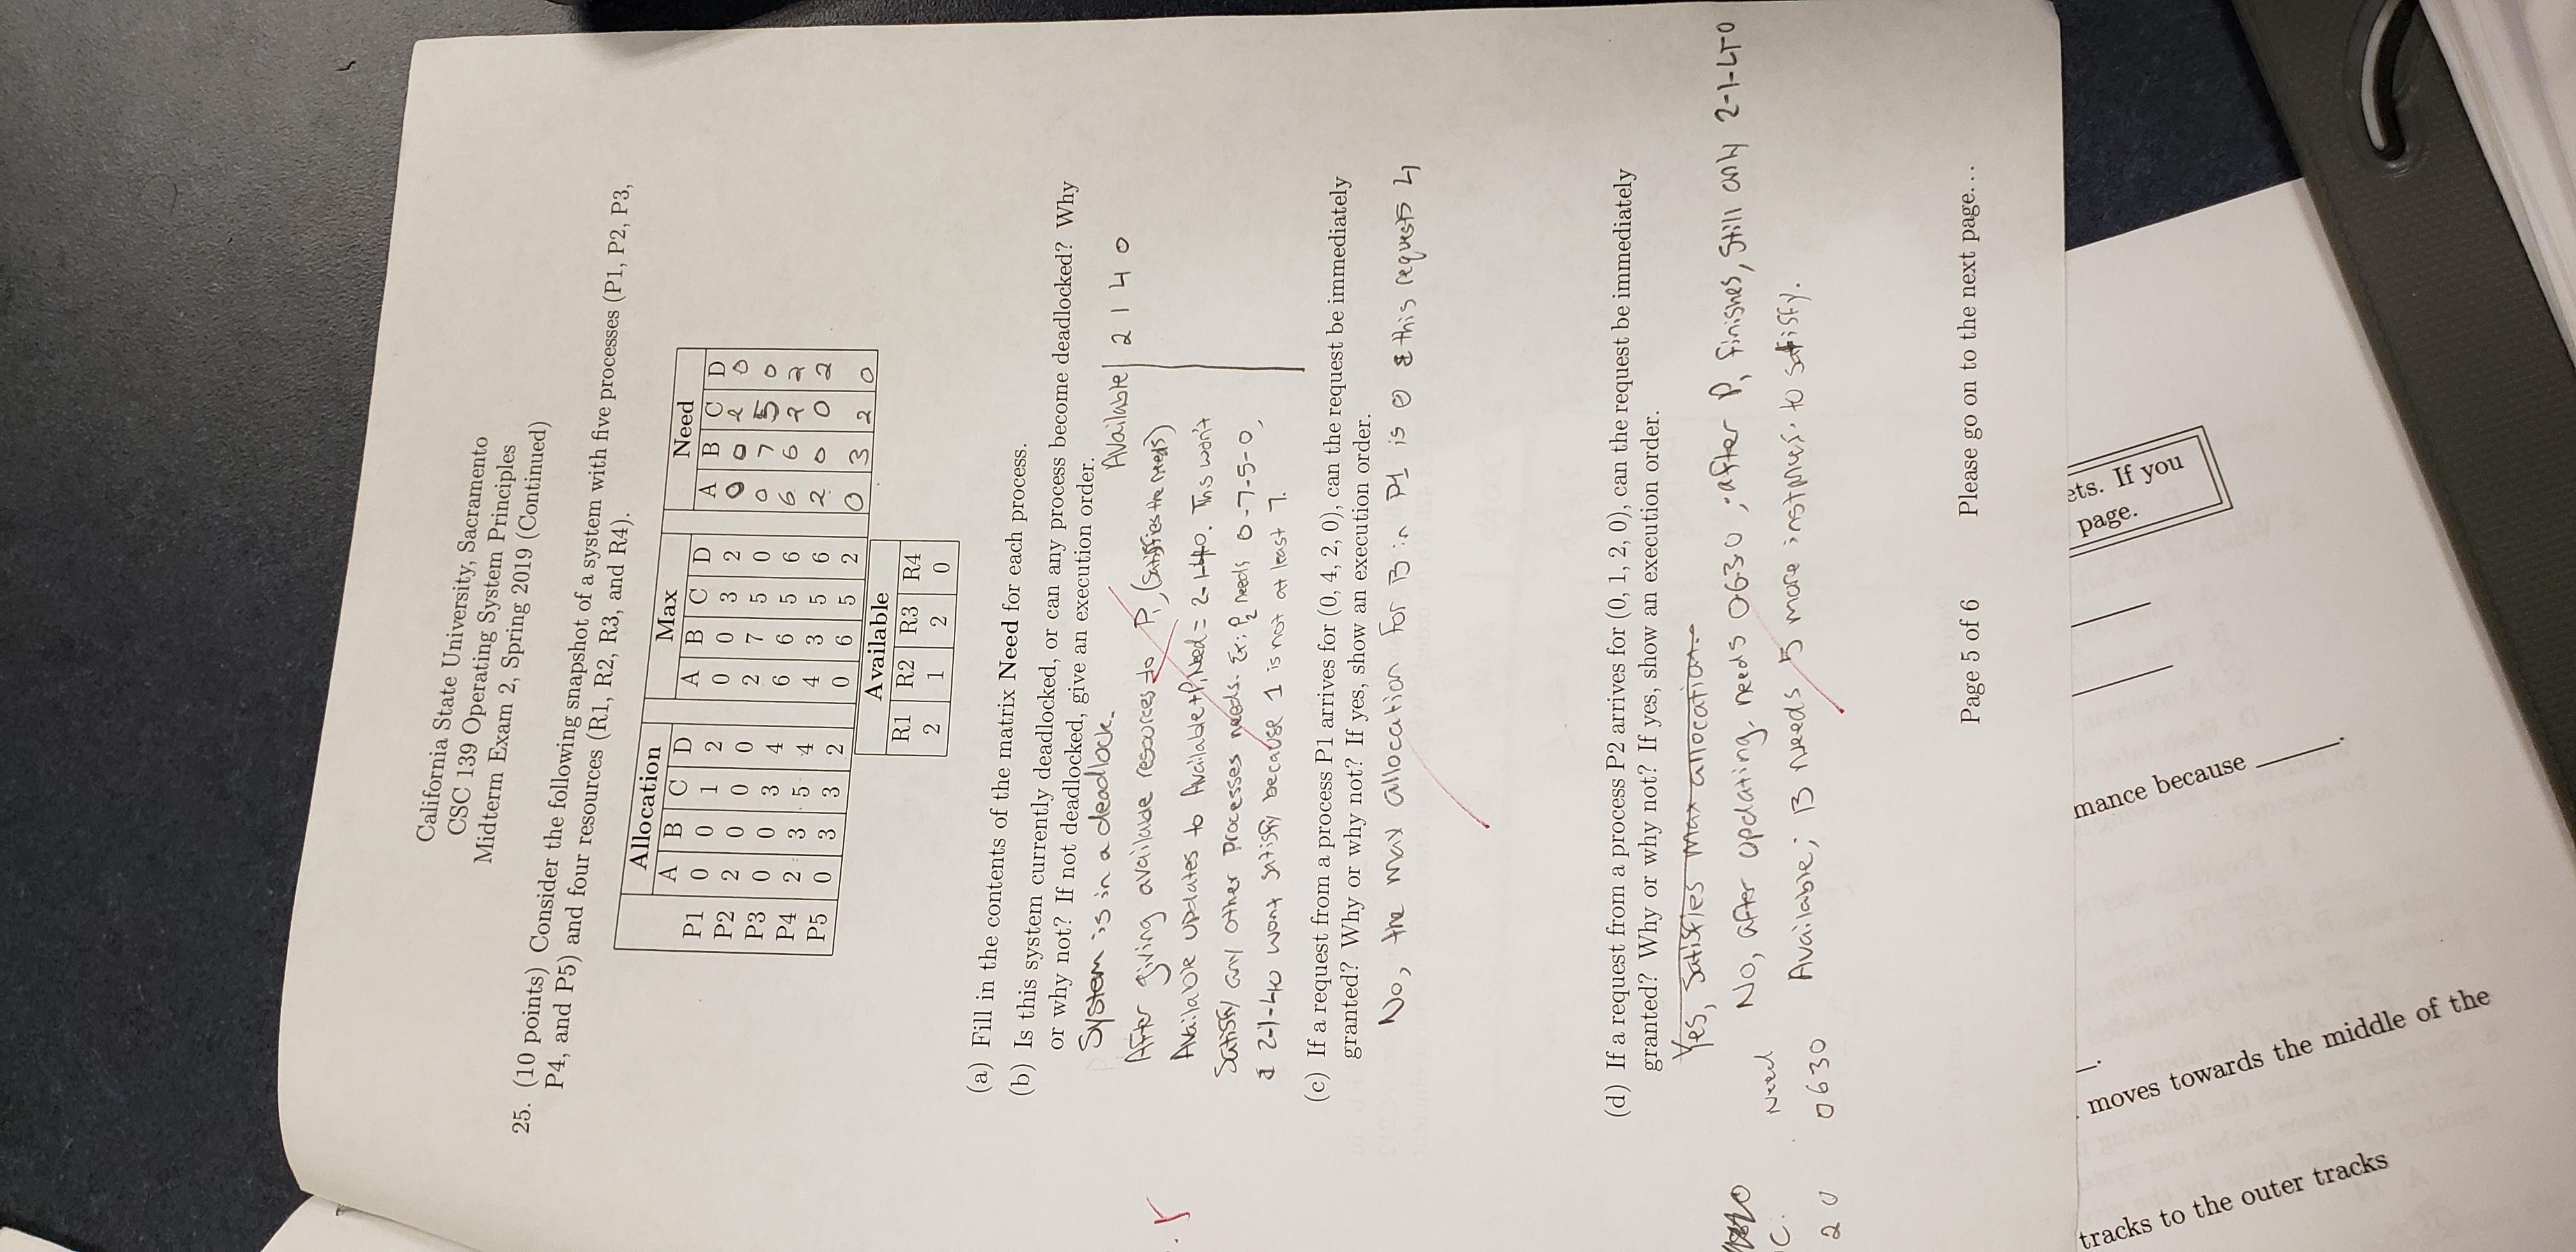 California State University, Sacramento
CSC 139 Operating System Principles
Midterm Exam 2, Spring 2019 (Continued)
25. (10 points) Consider the following snapshot of a system with five processes (P1, P2, P3,
P4, and P5) and four resources (R1, R2, R3, and R4).
Allocation Max Need
A B C D A B C D A B C D
P1 0 0 1 2 0 0 3 2 0 0 2 0
P2 2 0 0 0 2 7 5 0 0 7 5 0
P3 0 0 3 4 6 6 5 6 6 6 2 2
P4 2 3 5 4 4 3 5 6 2 0 0 2
P5 0 3 3 2 0 6 5 2 0 3 2 0
Available
R1 R2 R3 R4
2 1 2 0
(a) Fill in the contents of the matrix Need for each process.
(b) Is this system currently deadlocked, or can any process become deadlocked? Why
or why not? If not deadlocked, give an execution order.
System is in a deadlock.
Available 2 1 4 0
After giving available resources to P1, (satisfies the needs)
Available updates to Available + P1 Need = 2-1-4-0. This won't
satisfy any other processes needs. Ex: P2 needs 0-7-5-0,
& 2-1-4-0 wont satisfy because 1 is not at least 7.
.5
(c) If a request from a process P1 arrives for (0, 4, 2, 0), can the request be immediately
granted? Why or why not? If yes, show an execution order.
No, the max allocation for B in P1 is 0 & this requests 4
(d) If a request from a process P2 arrives for (0, 1, 2, 0), can the request be immediately
granted? Why or why not? If yes, show an execution order.
Yes, satisfies max allocation.
No, after updating, needs 0630; after P1 finishes, still only 2-1-4-0
Available; B needs 5 more instances to satisfy.
C.
2 0
Need
0630
Page 5 of 6 Please go on to the next page...
ets. If you
page.
mance because
moves towards the middle of the
tracks to the outer tracks